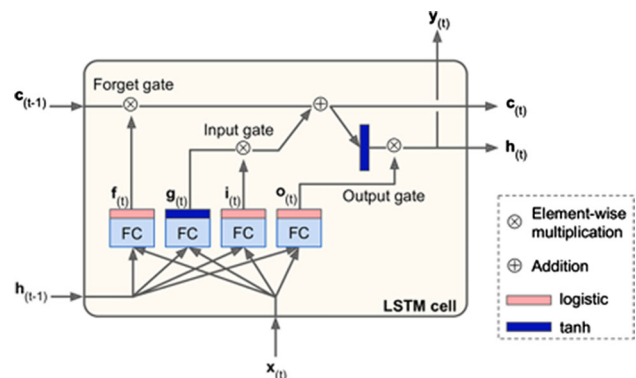 y(t)
Forget gate
c(t-1)
c(t)
Input gate
h(t)
f(t)
g(t)
i(t)
o(t)
Output gate
FC
FC
FC
FC
h(t-1)
LSTM cell
x(t)
Element-wise
multiplication
Addition
logistic
tanh